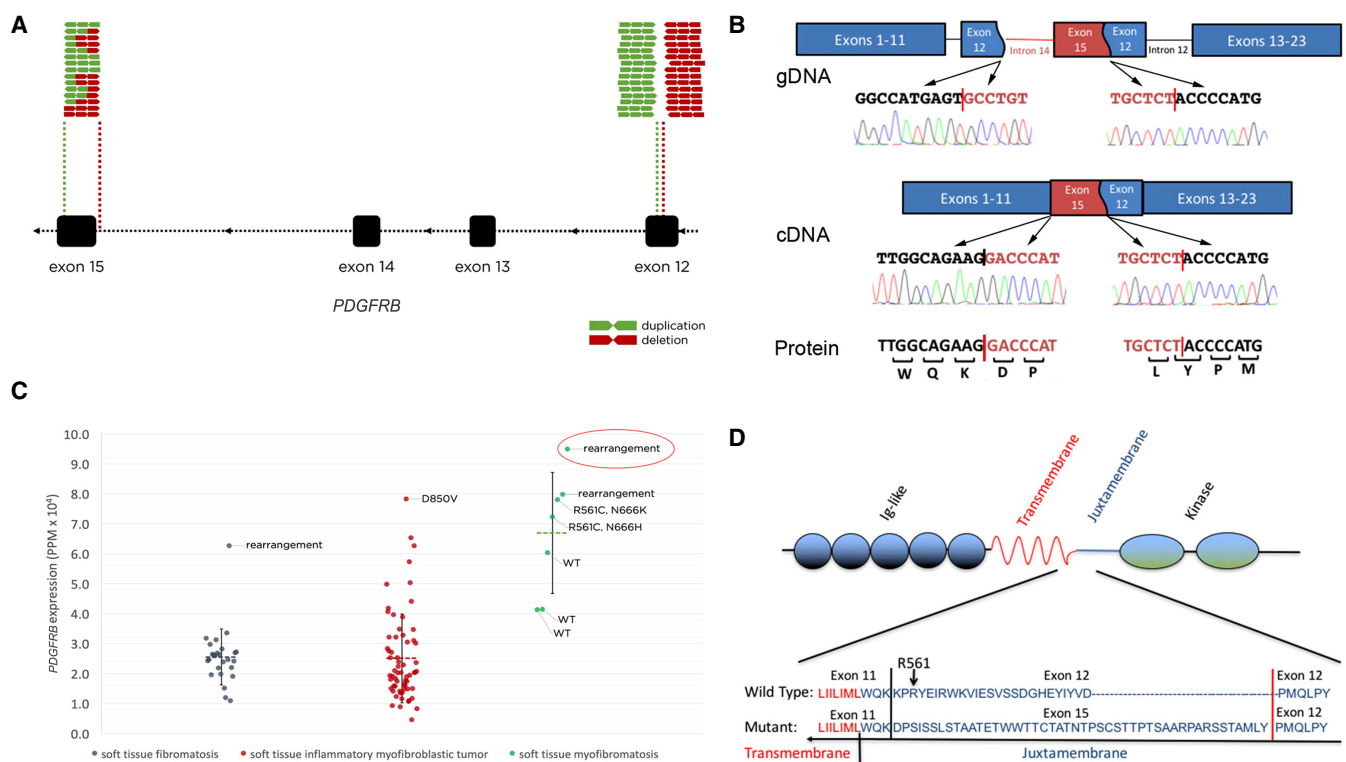 A
exon 15
exon 14
exon 13
exon 12
PDGFRB
duplication
deletion
B
gDNA
Exons 1-11
Exon 12
Intron 14
Exon 15
Exon 12
Intron 12
Exons 13-23
GGCCATGAGTGCCTGT
TGCTCTACCCCATG
cDNA
Exons 1-11
Exon 15
Exon 12
Exons 13-23
TTGGCAGAAGGACCCAT
TGCTCTACCCCATG
Protein
TTGGCAGAAGGACCCAT
TGCTCTACCCCATG
W Q K D P
L Y P M
C
PDGFRB expression (PPM x 10⁴)
10.0
9.0
8.0
7.0
6.0
5.0
4.0
3.0
2.0
1.0
0.0
rearrangement
D850V
rearrangement
rearrangement
R561C, N666K
R561C, N666H
WT
WT
WT
soft tissue fibromatosis
soft tissue inflammatory myofibroblastic tumor
soft tissue myofibromatosis
D
Ig-like
Transmembrane
Juxtamembrane
Kinase
R561
Exon 11 Exon 12 Exon 12
Wild Type: LIILIMLWQKKPRYEIRWKVIESVSSDGHEYIYVD PMQLPY
Exon 11 Exon 15 Exon 12
Mutant: LIILIMLWQKDPSISSLSTAATETWWTTCTATNTPSCSTTPTSAARPARSSTAMLY PMQLPY
Transmembrane Juxtamembrane